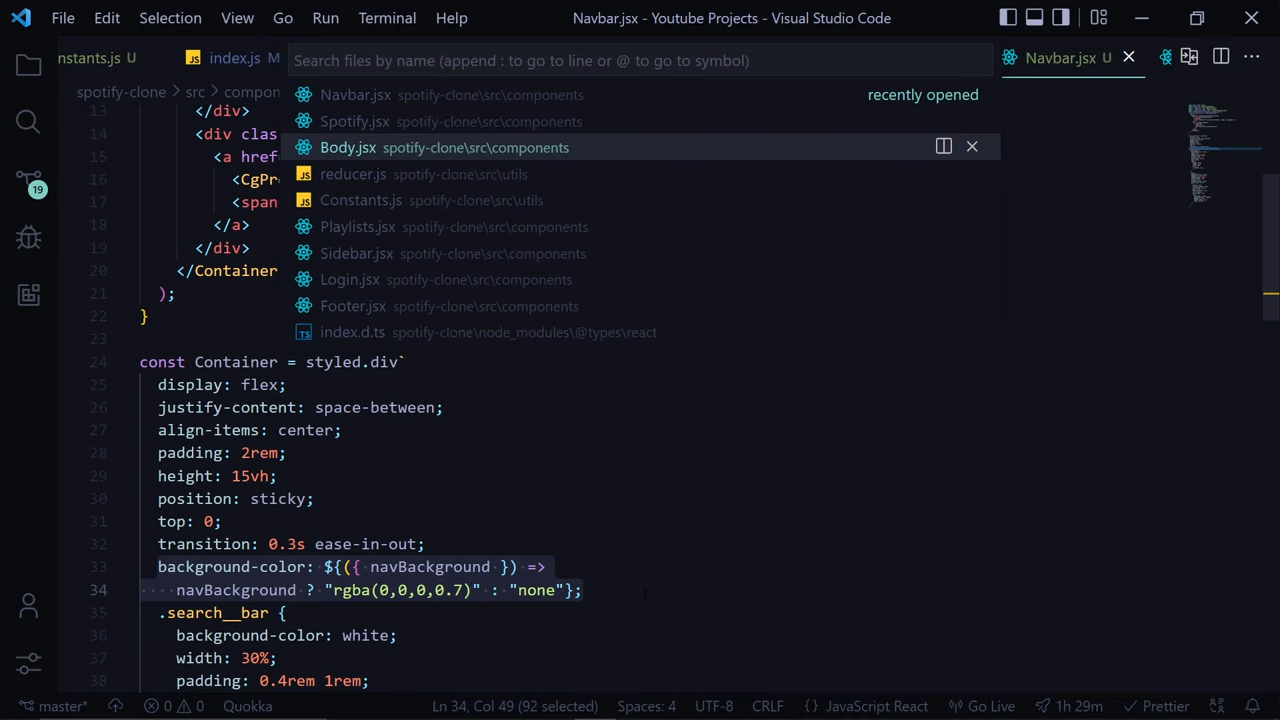 File Edit Selection View Go Run Terminal Help Navbar.jsx - Youtube Projects - Visual Studio Code
nstants.js U JS index.js M Navbar.jsx U
Search files by name (append : to go to line or @ to go to symbol)
spotify-clone src compon
Navbar.jsx spotify-clone\src\components recently opened
Spotify.jsx spotify-clone\src\components
Body.jsx spotify-clone\src\components
JS reducer.js spotify-clone\src\utils
JS Constants.js spotify-clone\src\utils
Playlists.jsx spotify-clone\src\components
Sidebar.jsx spotify-clone\src\components
Login.jsx spotify-clone\src\components
Footer.jsx spotify-clone\src\components
TS index.d.ts spotify-clone\node_modules\@types\react
19
13 </div>
14 <div clas
15 <a href
16 <CgPr
17 <span
18 </a>
19 </div>
20 </Container
21 );
22 }
23
24 const Container = styled.div`
25 display: flex;
26 justify-content: space-between;
27 align-items: center;
28 padding: 2rem;
29 height: 15vh;
30 position: sticky;
31 top: 0;
32 transition: 0.3s ease-in-out;
33 background-color: ${({ navBackground }) =>
34 ····navBackground·?·"rgba(0,0,0,0.7)"·:·"none"};
35 .search__bar {
36 background-color: white;
37 width: 30%;
38 padding: 0.4rem 1rem;
master* 0 0 Quokka Ln 34, Col 49 (92 selected) Spaces: 4 UTF-8 CRLF {} JavaScript React Go Live 1h 29m Prettier